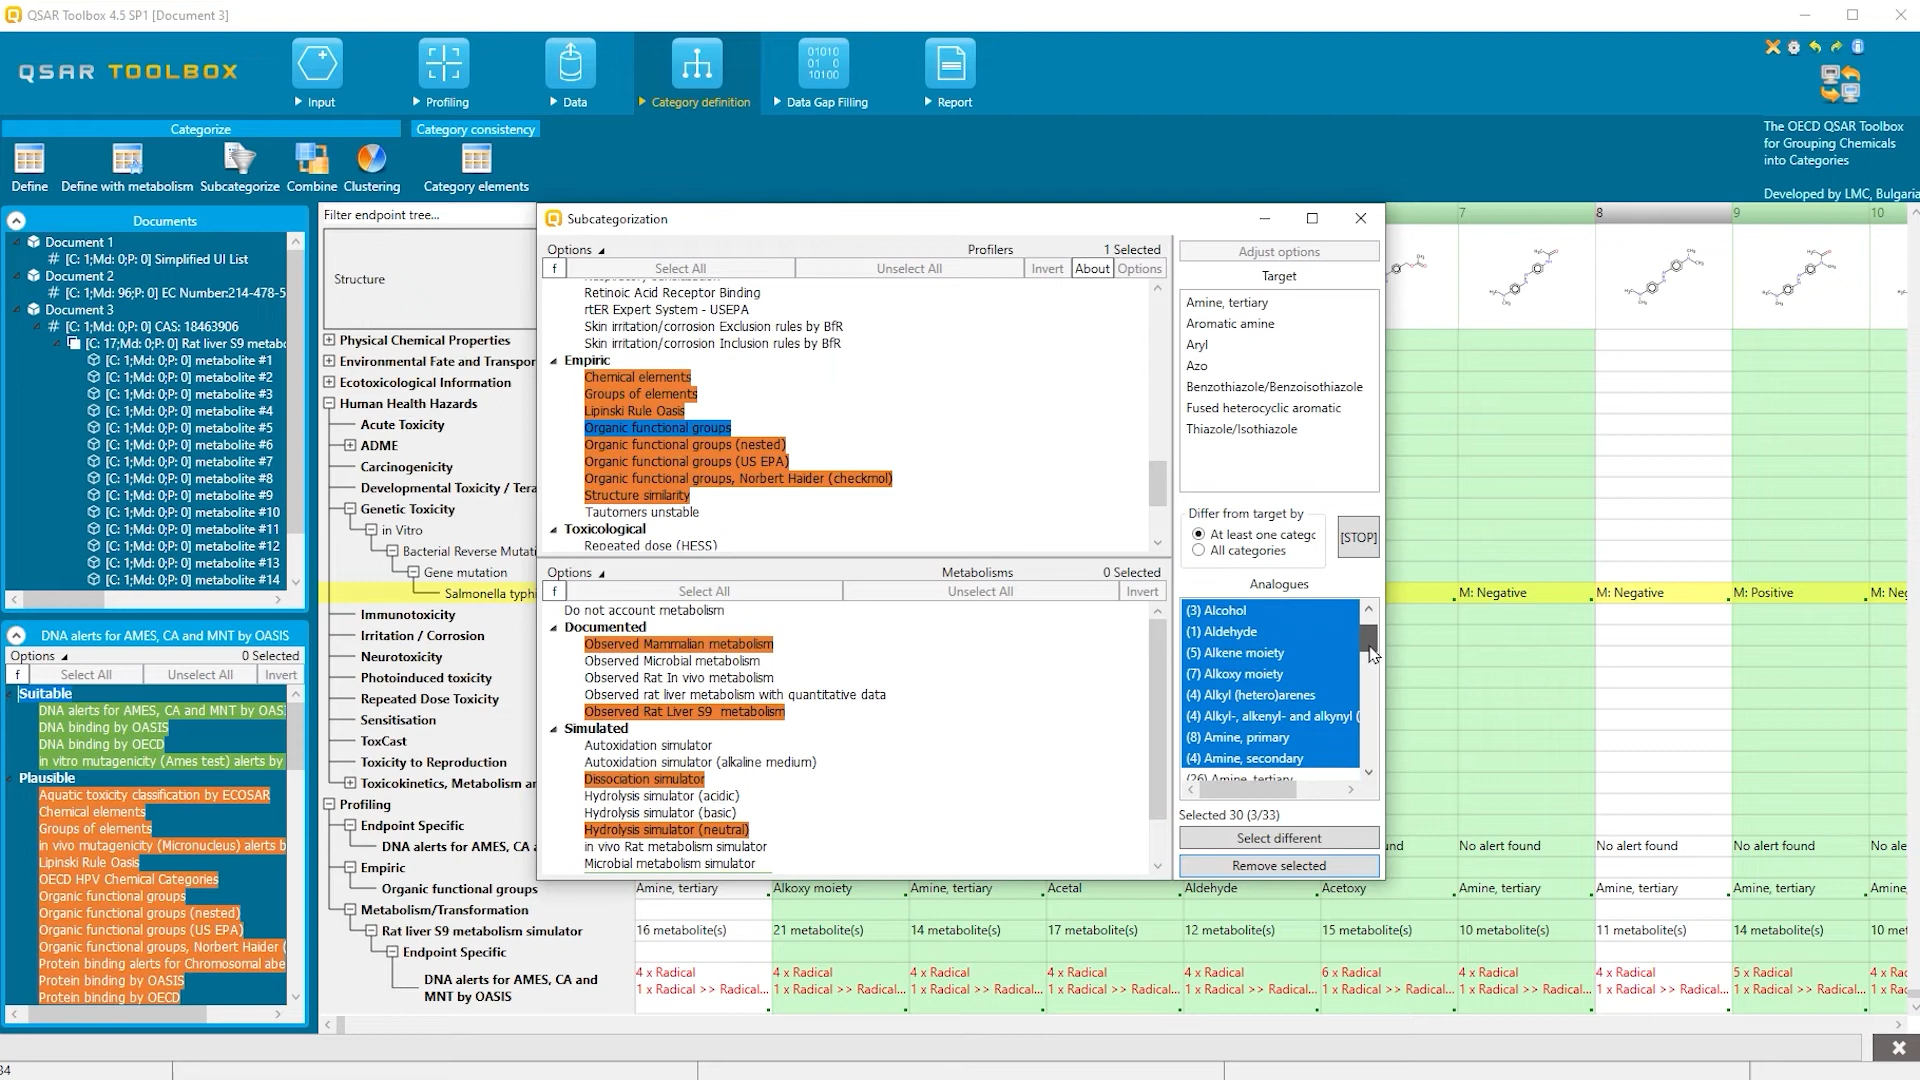 QSAR Toolbox 4.5 SP1 [Document 3]
QSAR TOOLBOX
Input
Profiling
Data
Category definition
Data Gap Filling
Report
01010
01 0
10100
The OECD QSAR Toolbox
for Grouping Chemicals
into Categories
Developed by LMC, Bulgaria
Categorize
Category consistency
Define
Define with metabolism
Subcategorize
Combine
Clustering
Category elements
Documents
Document 1
# [C: 1;Md: 0;P: 0] Simplified UI List
Document 2
# [C: 1;Md: 96;P: 0] EC Number:214-478-5
Document 3
# [C: 1;Md: 0;P: 0] CAS: 18463906
[C: 17;Md: 0;P: 0] Rat liver S9 metabo
[C: 1;Md: 0;P: 0] metabolite #1
[C: 1;Md: 0;P: 0] metabolite #2
[C: 1;Md: 0;P: 0] metabolite #3
[C: 1;Md: 0;P: 0] metabolite #4
[C: 1;Md: 0;P: 0] metabolite #5
[C: 1;Md: 0;P: 0] metabolite #6
[C: 1;Md: 0;P: 0] metabolite #7
[C: 1;Md: 0;P: 0] metabolite #8
[C: 1;Md: 0;P: 0] metabolite #9
[C: 1;Md: 0;P: 0] metabolite #10
[C: 1;Md: 0;P: 0] metabolite #11
[C: 1;Md: 0;P: 0] metabolite #12
[C: 1;Md: 0;P: 0] metabolite #13
[C: 1;Md: 0;P: 0] metabolite #14
DNA alerts for AMES, CA and MNT by OASIS
Options 0 Selected
f Select All Unselect All Invert
Suitable
DNA alerts for AMES, CA and MNT by OASI
DNA binding by OASIS
DNA binding by OECD
in vitro mutagenicity (Ames test) alerts by
Plausible
Aquatic toxicity classification by ECOSAR
Chemical elements
Groups of elements
in vivo mutagenicity (Micronucleus) alerts b
Lipinski Rule Oasis
OECD HPV Chemical Categories
Organic functional groups
Organic functional groups (nested)
Organic functional groups (US EPA)
Organic functional groups, Norbert Haider (
Protein binding alerts for Chromosomal abe
Protein binding by OASIS
Protein binding by OECD
Filter endpoint tree...
Structure
Physical Chemical Properties
Environmental Fate and Transpor
Ecotoxicological Information
Human Health Hazards
Acute Toxicity
ADME
Carcinogenicity
Developmental Toxicity / Tera
Genetic Toxicity
in Vitro
Bacterial Reverse Mutati
Gene mutation
Salmonella typhi
Immunotoxicity
Irritation / Corrosion
Neurotoxicity
Photoinduced toxicity
Repeated Dose Toxicity
Sensitisation
ToxCast
Toxicity to Reproduction
Toxicokinetics, Metabolism an
Profiling
Endpoint Specific
DNA alerts for AMES, CA a
Empiric
Organic functional groups
Metabolism/Transformation
Rat liver S9 metabolism simulator
Endpoint Specific
DNA alerts for AMES, CA and
MNT by OASIS
Subcategorization
Options Profilers 1 Selected
f Select All Unselect All Invert About Options
Retinoic Acid Receptor Binding
rtER Expert System - USEPA
Skin irritation/corrosion Exclusion rules by BfR
Skin irritation/corrosion Inclusion rules by BfR
Empiric
Chemical elements
Groups of elements
Lipinski Rule Oasis
Organic functional groups
Organic functional groups (nested)
Organic functional groups (US EPA)
Organic functional groups, Norbert Haider (checkmol)
Structure similarity
Tautomers unstable
Toxicological
Repeated dose (HESS)
Options Metabolisms 0 Selected
f Select All Unselect All Invert
Do not account metabolism
Documented
Observed Mammalian metabolism
Observed Microbial metabolism
Observed Rat In vivo metabolism
Observed rat liver metabolism with quantitative data
Observed Rat Liver S9 metabolism
Simulated
Autoxidation simulator
Autoxidation simulator (alkaline medium)
Dissociation simulator
Hydrolysis simulator (acidic)
Hydrolysis simulator (basic)
Hydrolysis simulator (neutral)
in vivo Rat metabolism simulator
Microbial metabolism simulator
Adjust options
Target
Amine, tertiary
Aromatic amine
Aryl
Azo
Benzothiazole/Benzoisothiazole
Fused heterocyclic aromatic
Thiazole/Isothiazole
Differ from target by
At least one categc
All categories
[STOP]
Analogues
(3) Alcohol
(1) Aldehyde
(5) Alkene moiety
(7) Alkoxy moiety
(4) Alkyl (hetero)arenes
(4) Alkyl-, alkenyl- and alkynyl (
(8) Amine, primary
(4) Amine, secondary
(26) Amine, tertiary
Selected 30 (3/33)
Select different
Remove selected
7 8 9 10
M: Negative M: Negative M: Positive M: Neg
nd No alert found No alert found No alert found No ale
Amine, tertiary Alkoxy moiety Amine, tertiary Acetal Aldehyde Acetoxy Amine, tertiary Amine, tertiary Amine, tertiary Amine,
16 metabolite(s) 21 metabolite(s) 14 metabolite(s) 17 metabolite(s) 12 metabolite(s) 15 metabolite(s) 10 metabolite(s) 11 metabolite(s) 14 metabolite(s) 10 met
4 x Radical 4 x Radical 4 x Radical 4 x Radical 4 x Radical 6 x Radical 4 x Radical 4 x Radical 5 x Radical 4 x Rad
1 x Radical >> Radical... 1 x Radical >> Radical... 1 x Radical >> Radical... 1 x Radical >> Radical... 1 x Radical >> Radical... 1 x Radical >> Radical... 1 x Radical >> Radical... 1 x Radical >> Radical... 1 x Radical >> Radical... 1 x Rac
34